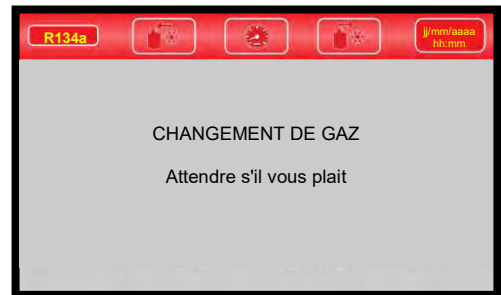 R134a
jj/mm/aaaa
hh:mm
CHANGEMENT DE GAZ
Attendre s'il vous plait